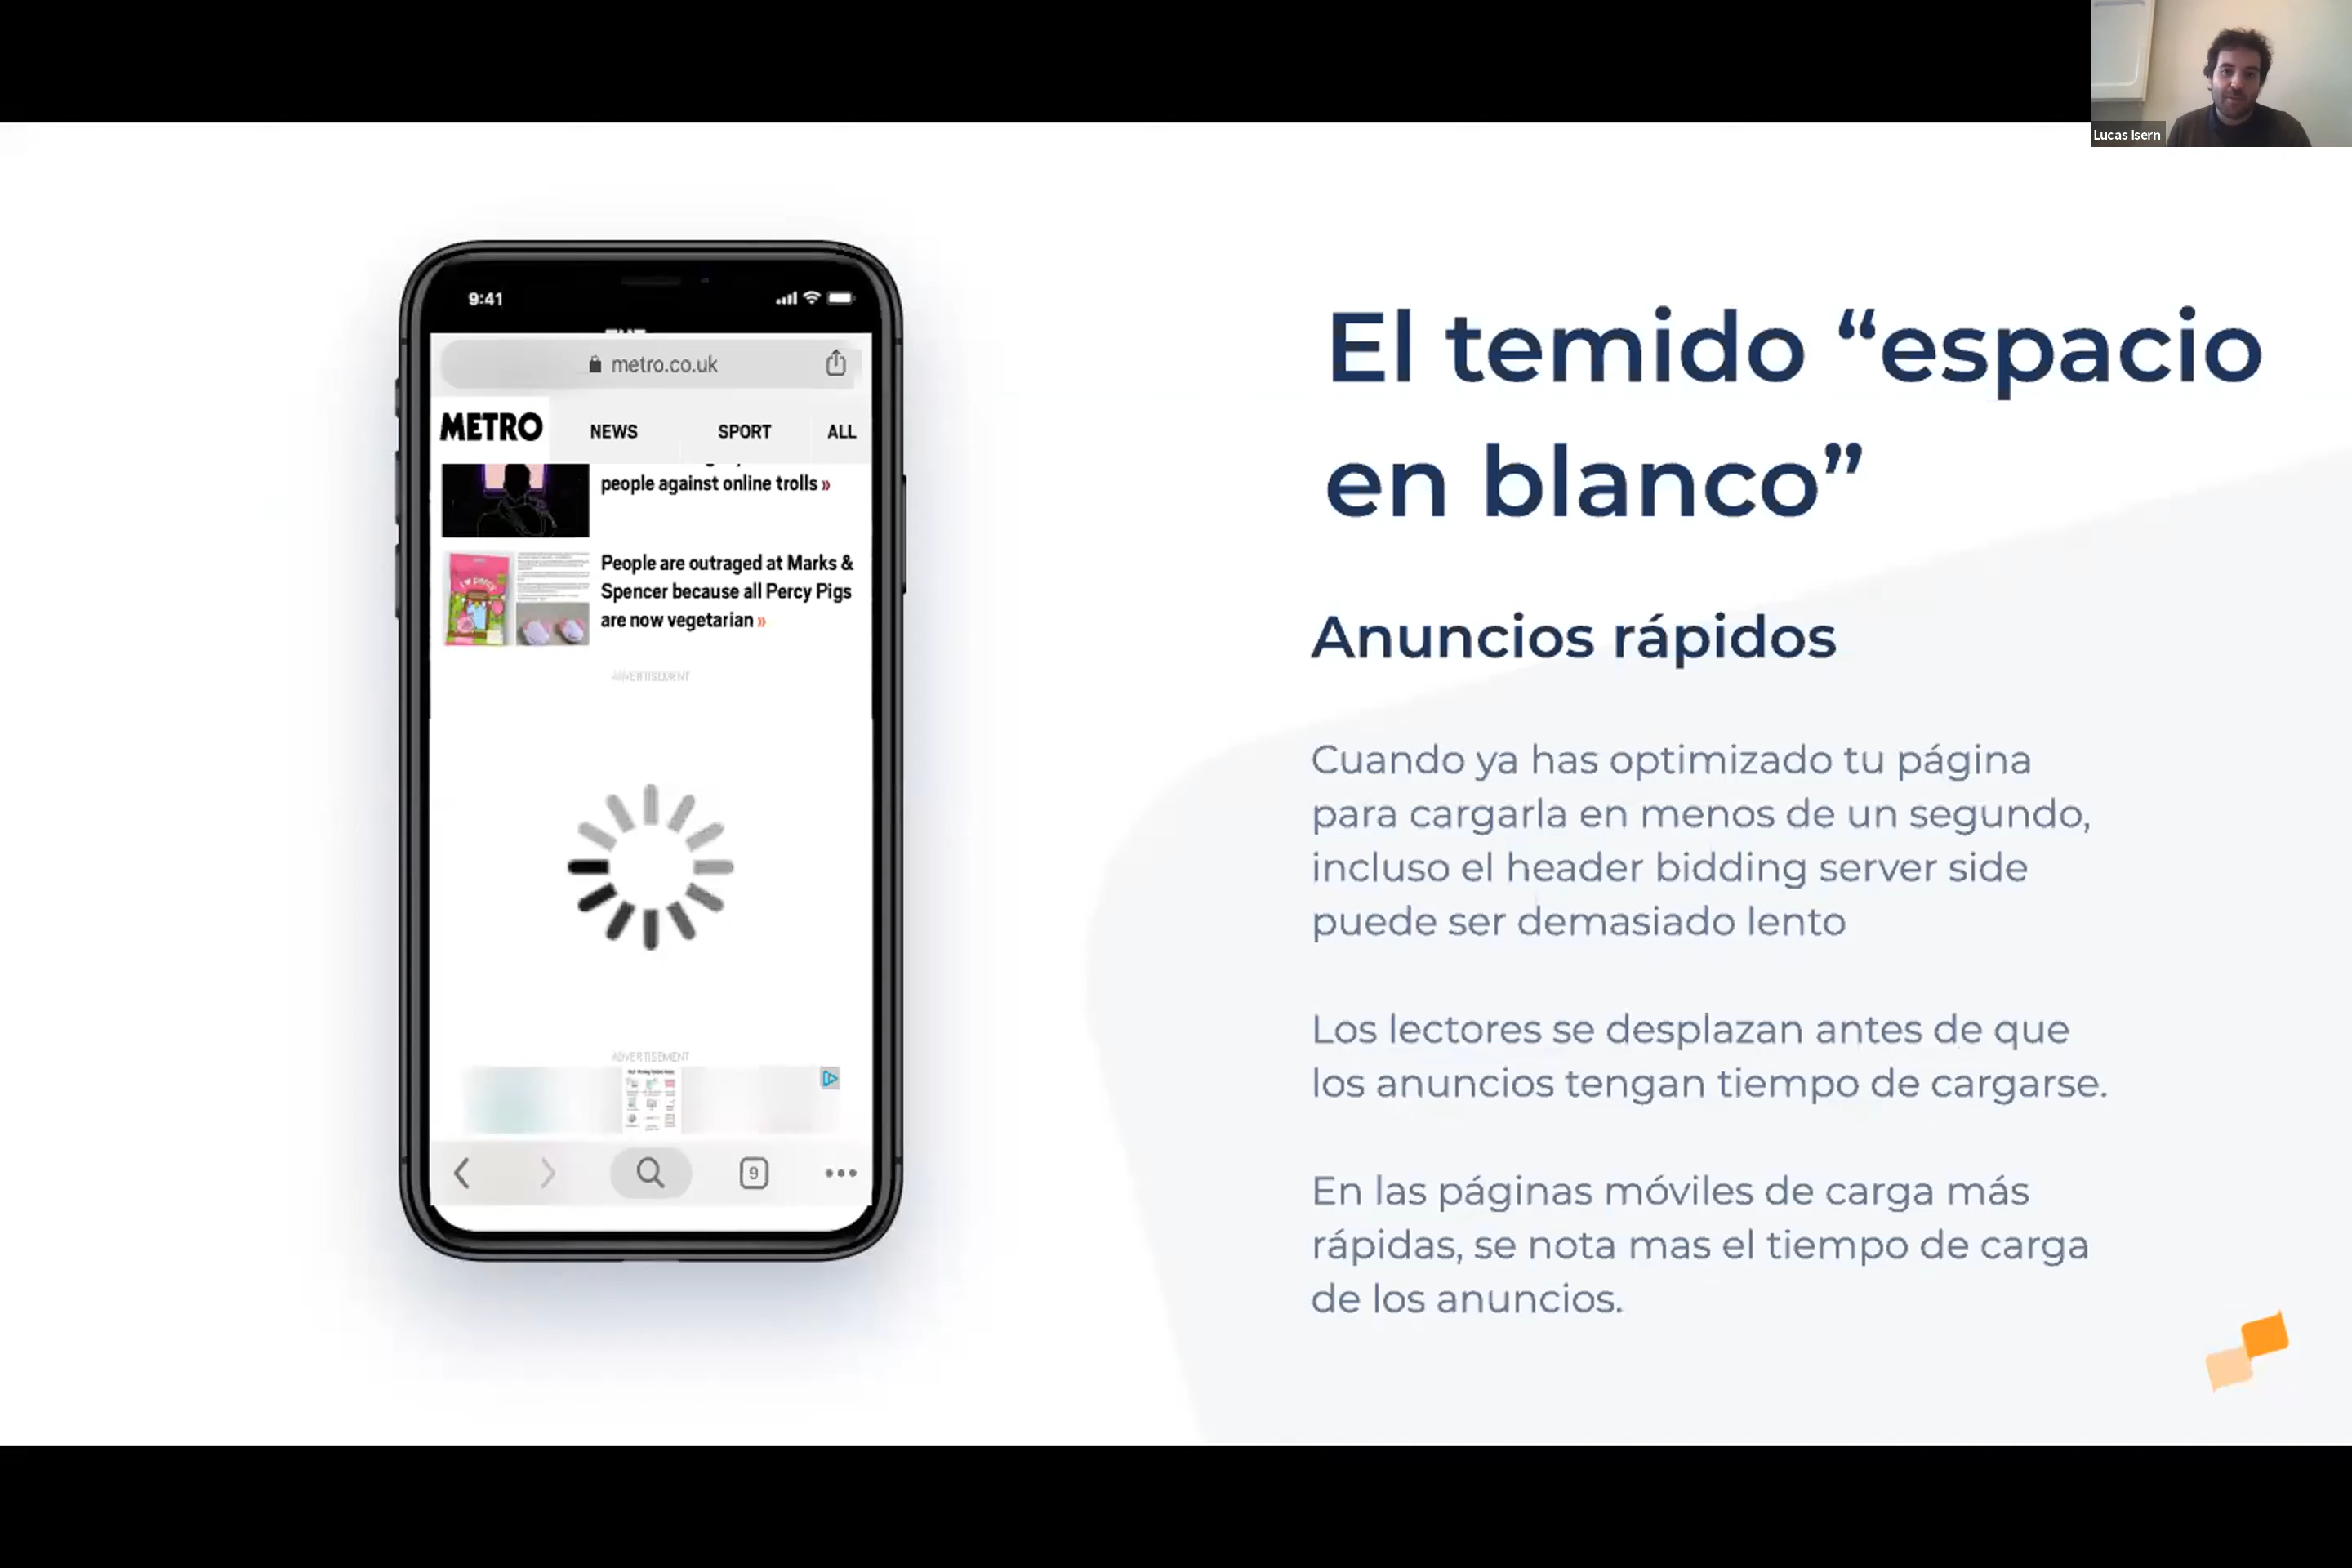 Lucas Isern
9:41
metro.co.uk
METRO NEWS SPORT ALL
people against online trolls »
People are outraged at Marks &
Spencer because all Percy Pigs
are now vegetarian »
ADVERTISEMENT
ADVERTISEMENT
9
El temido “espacio
en blanco”
Anuncios rápidos
Cuando ya has optimizado tu página
para cargarla en menos de un segundo,
incluso el header bidding server side
puede ser demasiado lento
Los lectores se desplazan antes de que
los anuncios tengan tiempo de cargarse.
En las páginas móviles de carga más
rápidas, se nota mas el tiempo de carga
de los anuncios.